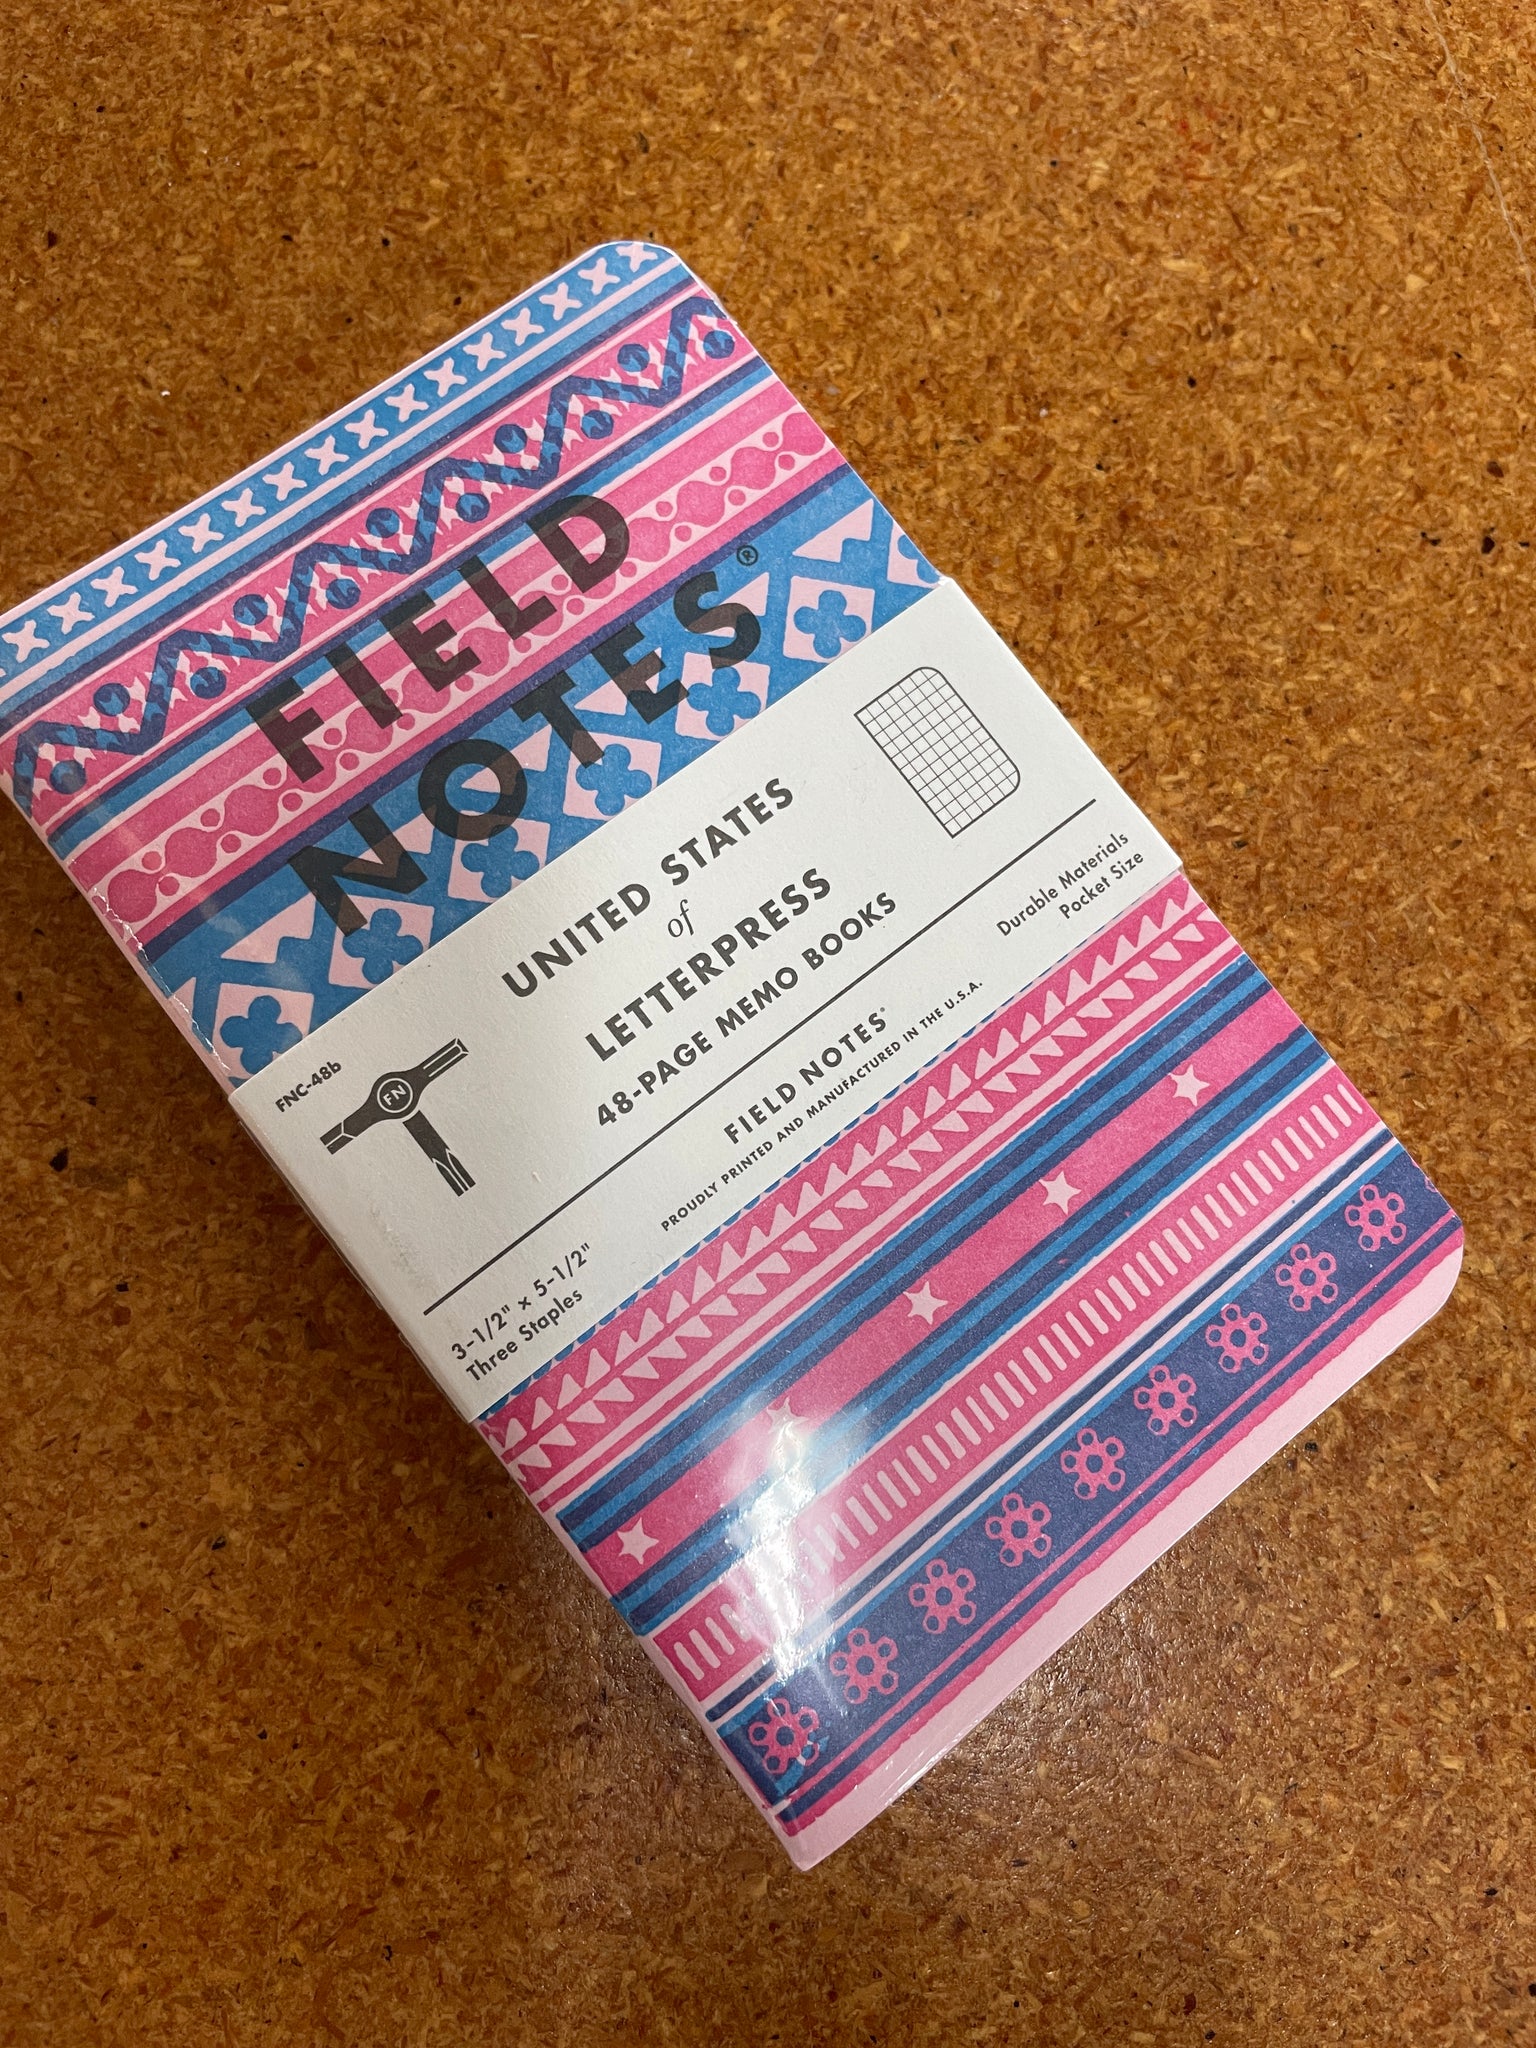 FIELD
NOTES®
UNITED STATES
of
LETTERPRESS
48-PAGE MEMO BOOKS
FNC-48b
FN
FIELD NOTES®
PROUDLY PRINTED AND MANUFACTURED IN THE U.S.A.
3-1/2" × 5-1/2"
Three Staples
Durable Materials
Pocket Size